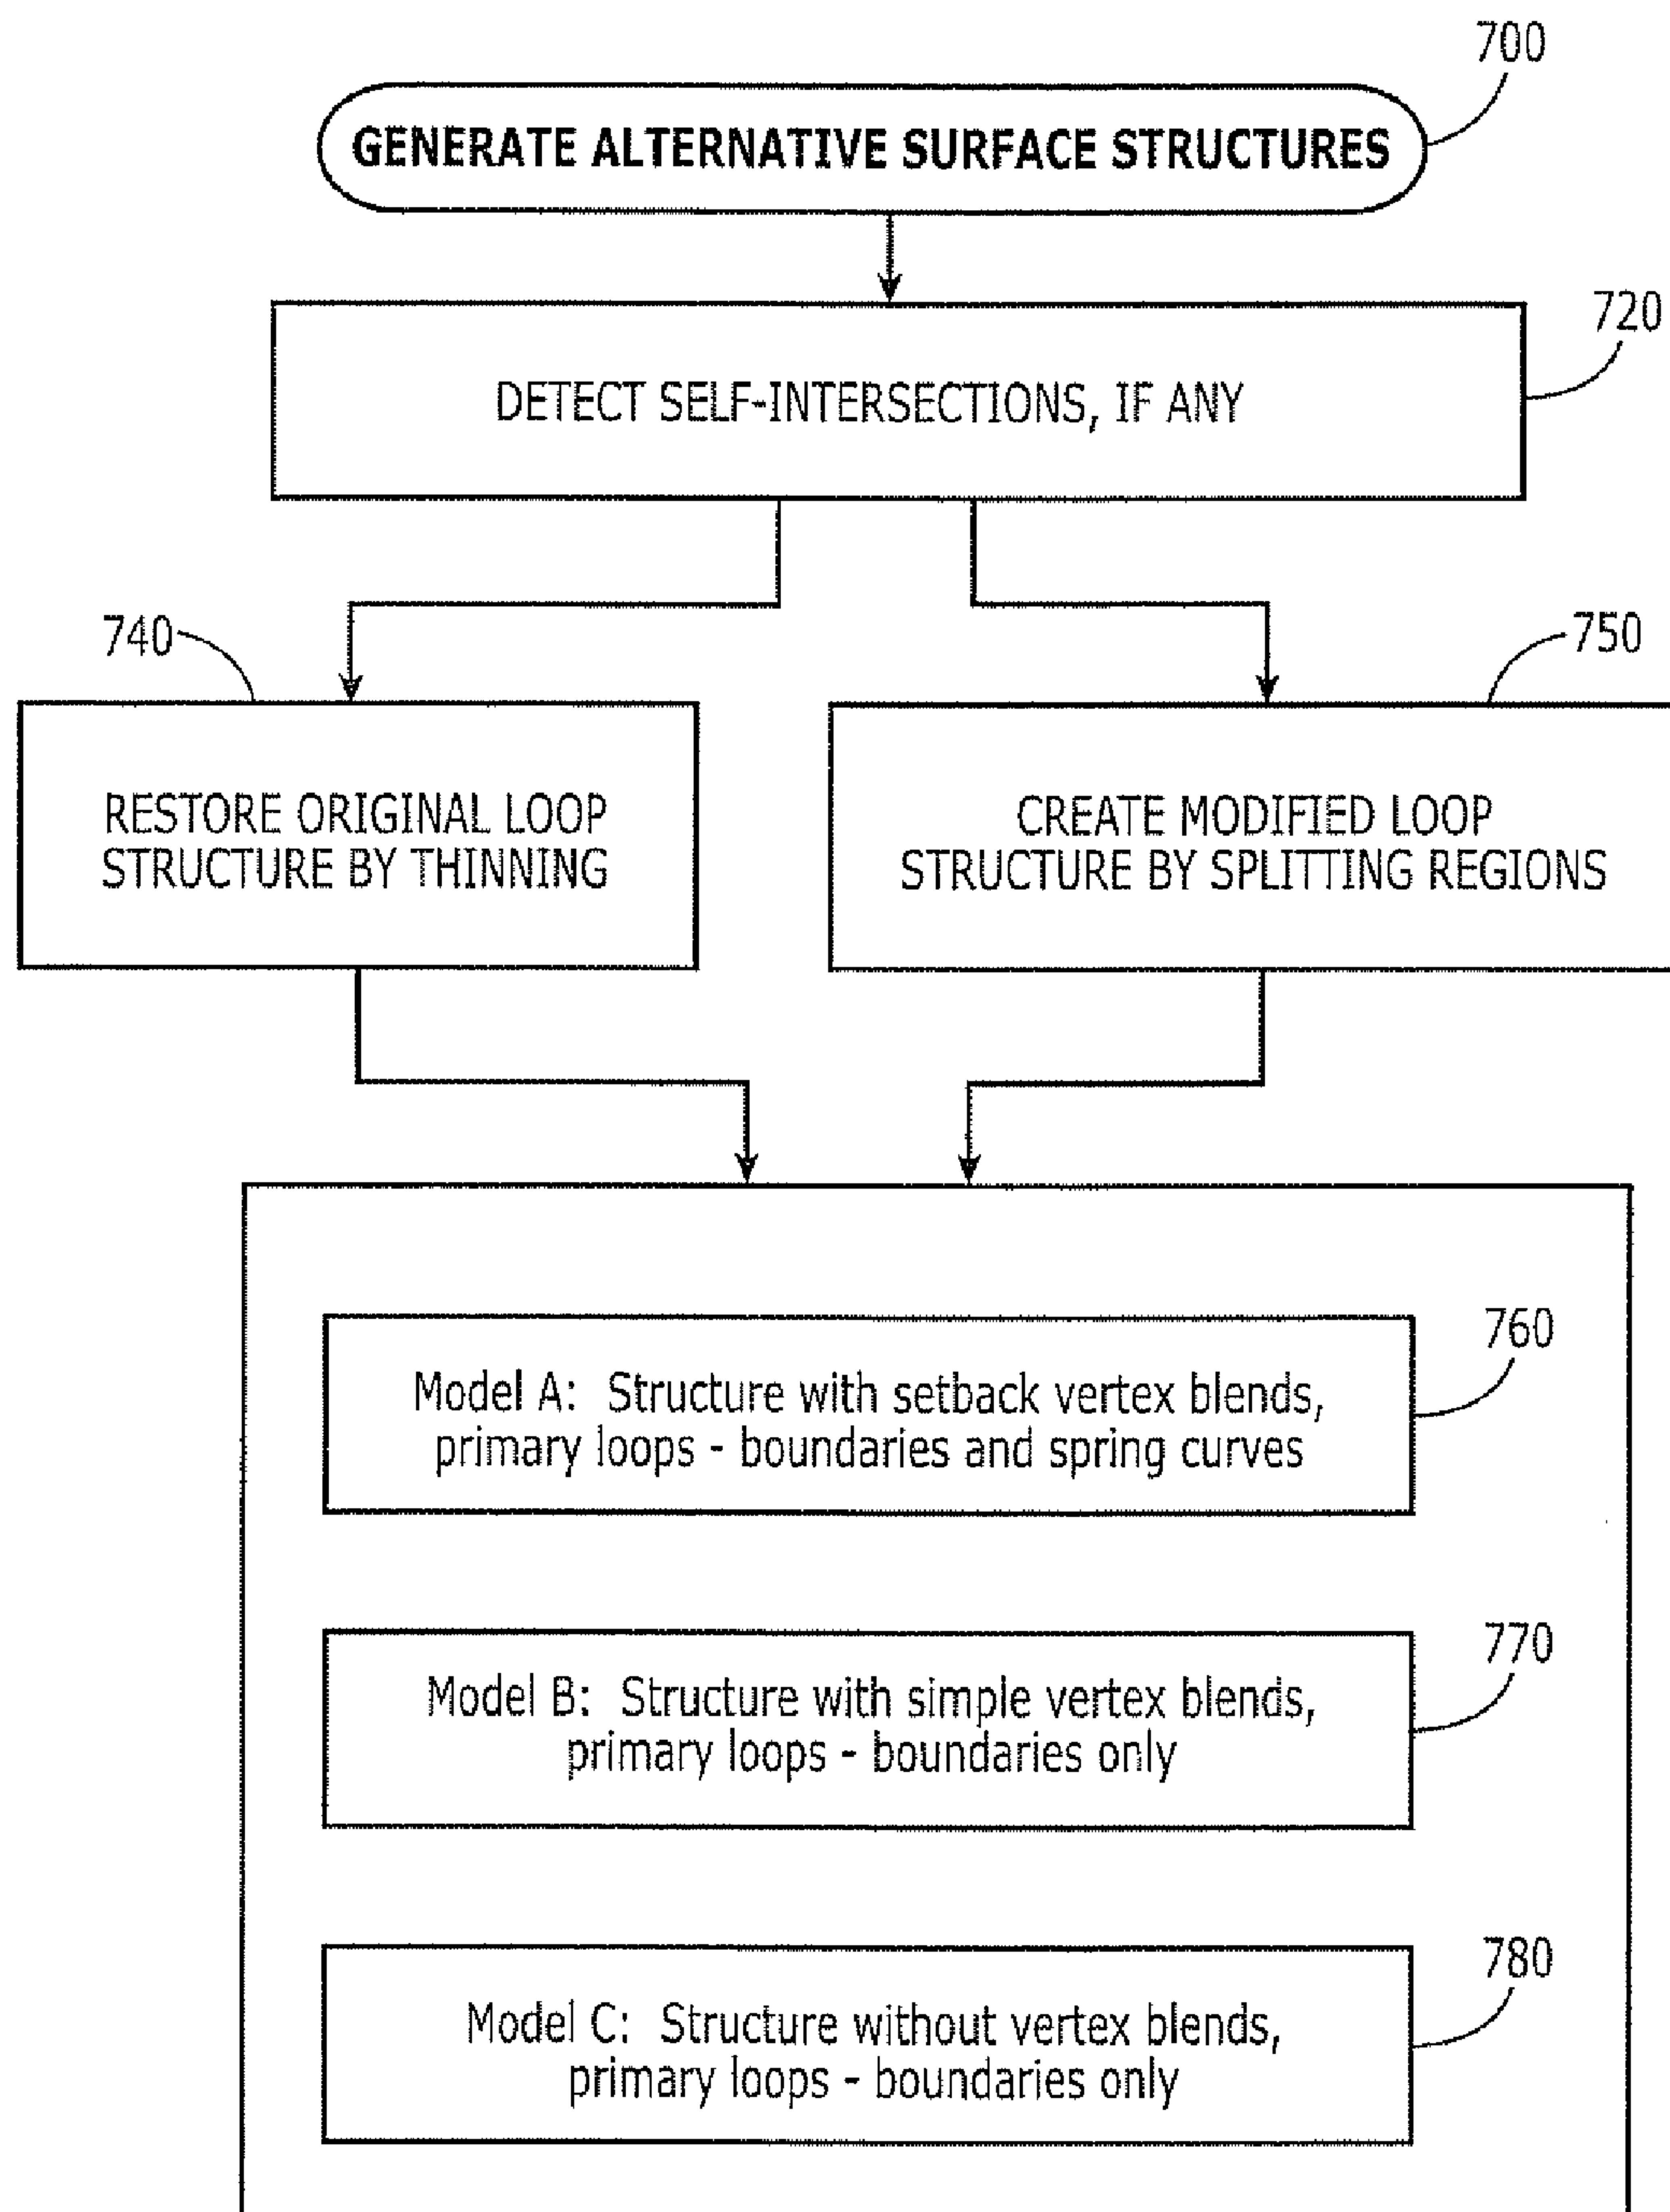 700
GENERATE ALTERNATIVE SURFACE STRUCTURES
720
DETECT SELF-INTERSECTIONS, IF ANY
740
RESTORE ORIGINAL LOOP
STRUCTURE BY THINNING
750
CREATE MODIFIED LOOP
STRUCTURE BY SPLITTING REGIONS
760
Model A: Structure with setback vertex blends,
primary loops - boundaries and spring curves
770
Model B: Structure with simple vertex blends,
primary loops - boundaries only
780
Model C: Structure without vertex blends,
primary loops - boundaries only